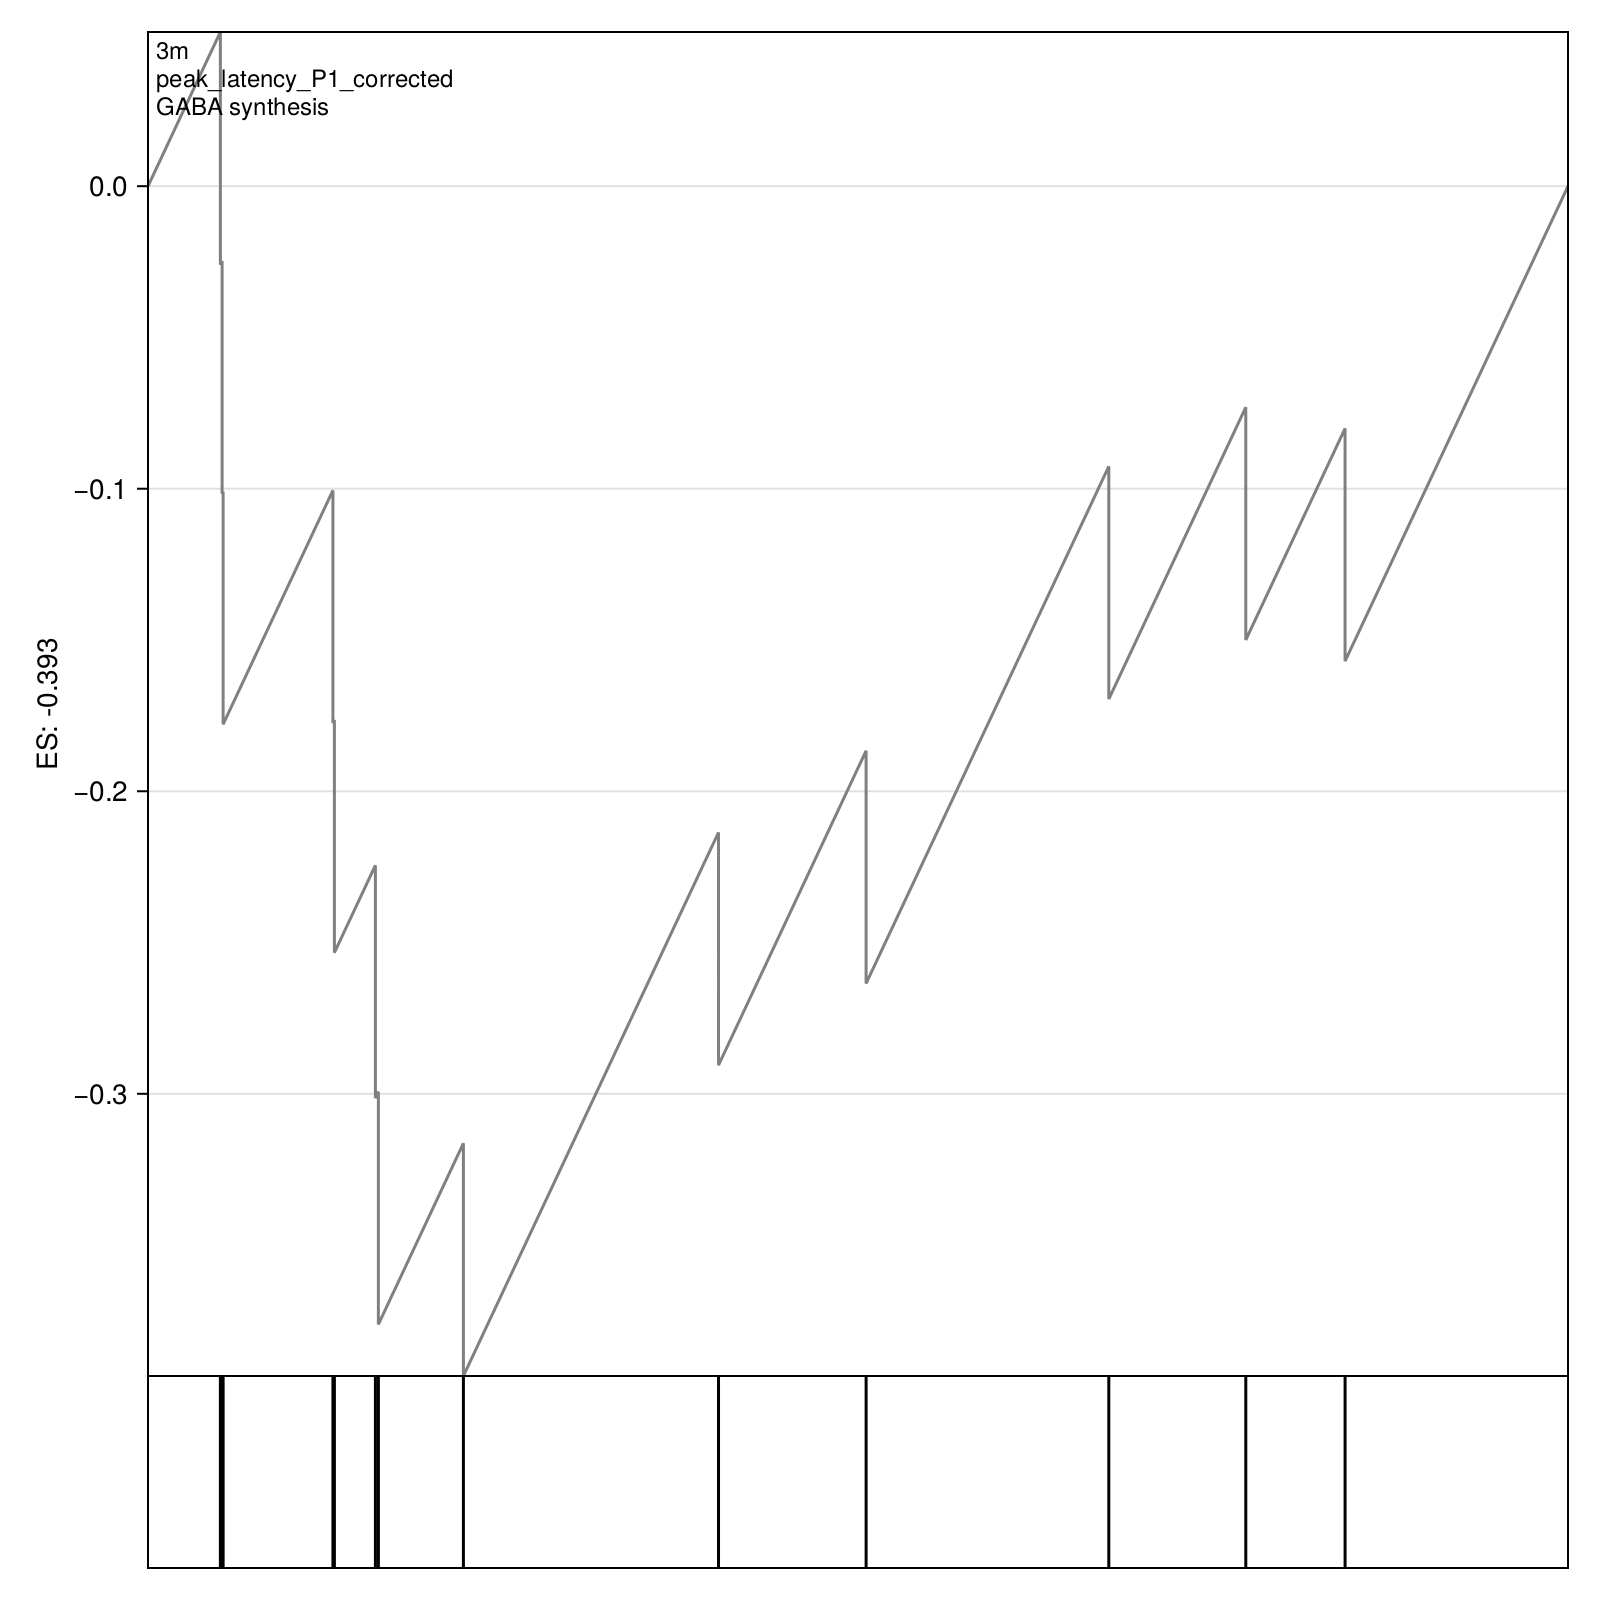 3m
peak_latency_P1_corrected
GABA synthesis
0.0
−0.1
−0.2
−0.3
ES: -0.393